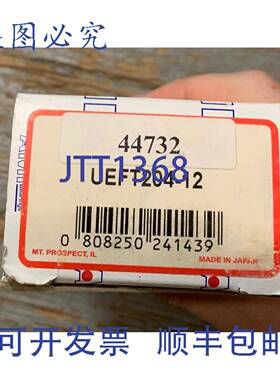 图 必究
44732
JTT1368
UEFT204-12
0 808250 241439
MT. PROSPECT, IL
MADE IN JAPAN
可开发票 顺丰包邮